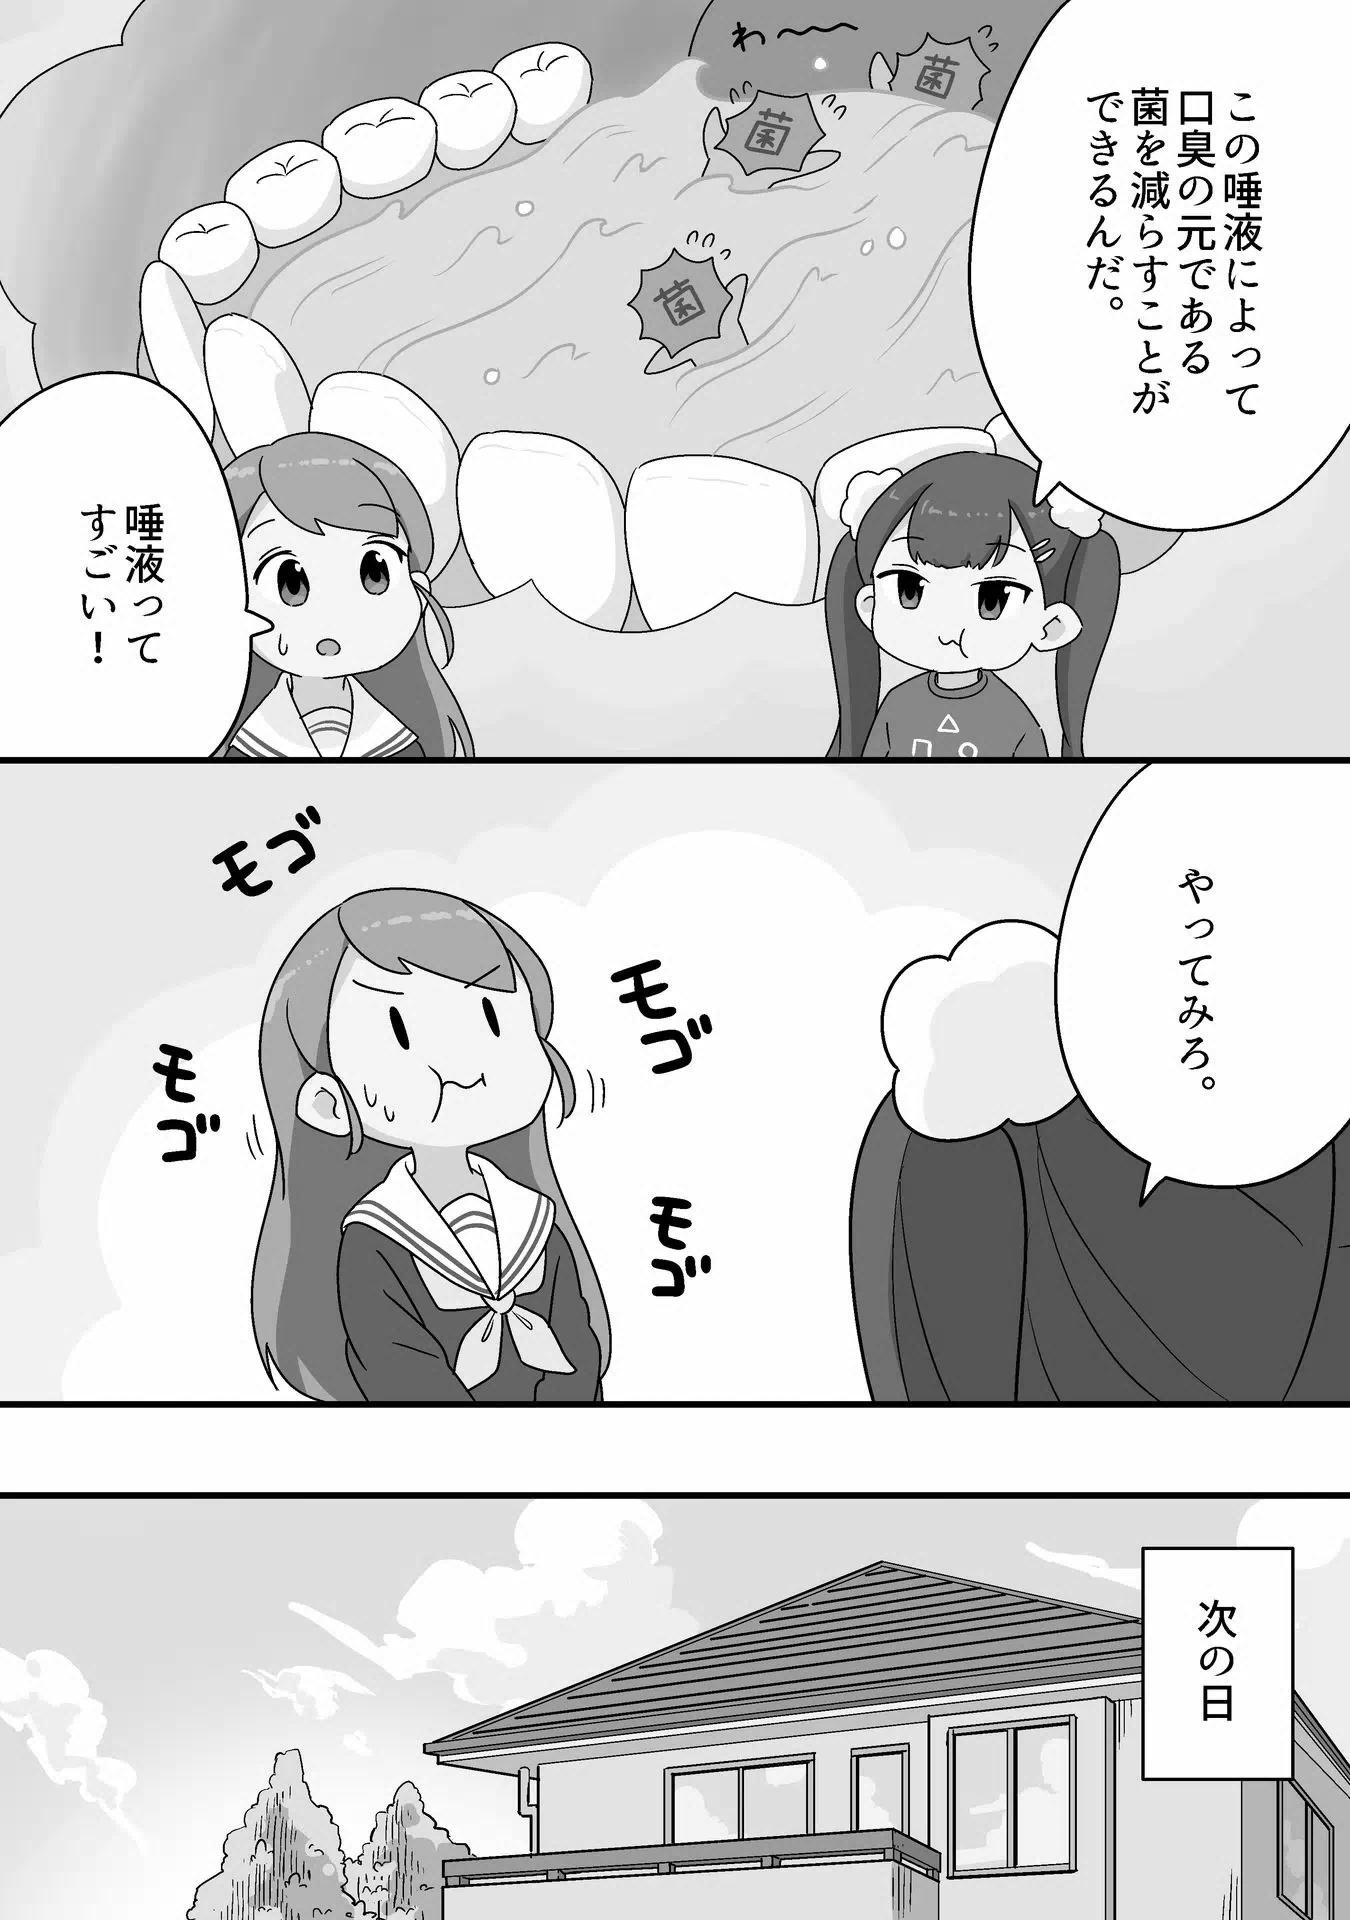 この唾液によって
口臭の元である
菌を減らすことが
できるんだ。
わ〜〜
菌
菌
菌
唾液って
すごい！
やってみろ。
モゴ
モゴ
モゴ
モゴ
次の日